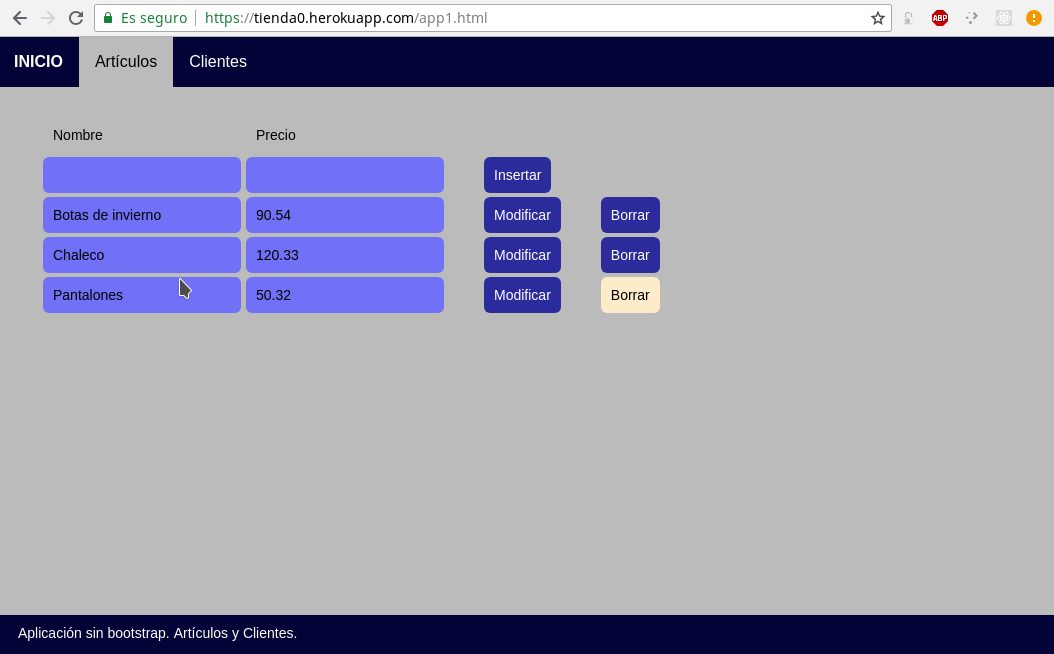 Es seguro https://tienda0.herokuapp.com/app1.html ABP
INICIO Artículos Clientes
Nombre Precio
Insertar
Botas de invierno 90.54 Modificar Borrar
Chaleco 120.33 Modificar Borrar
Pantalones 50.32 Modificar Borrar
Aplicación sin bootstrap. Artículos y Clientes.